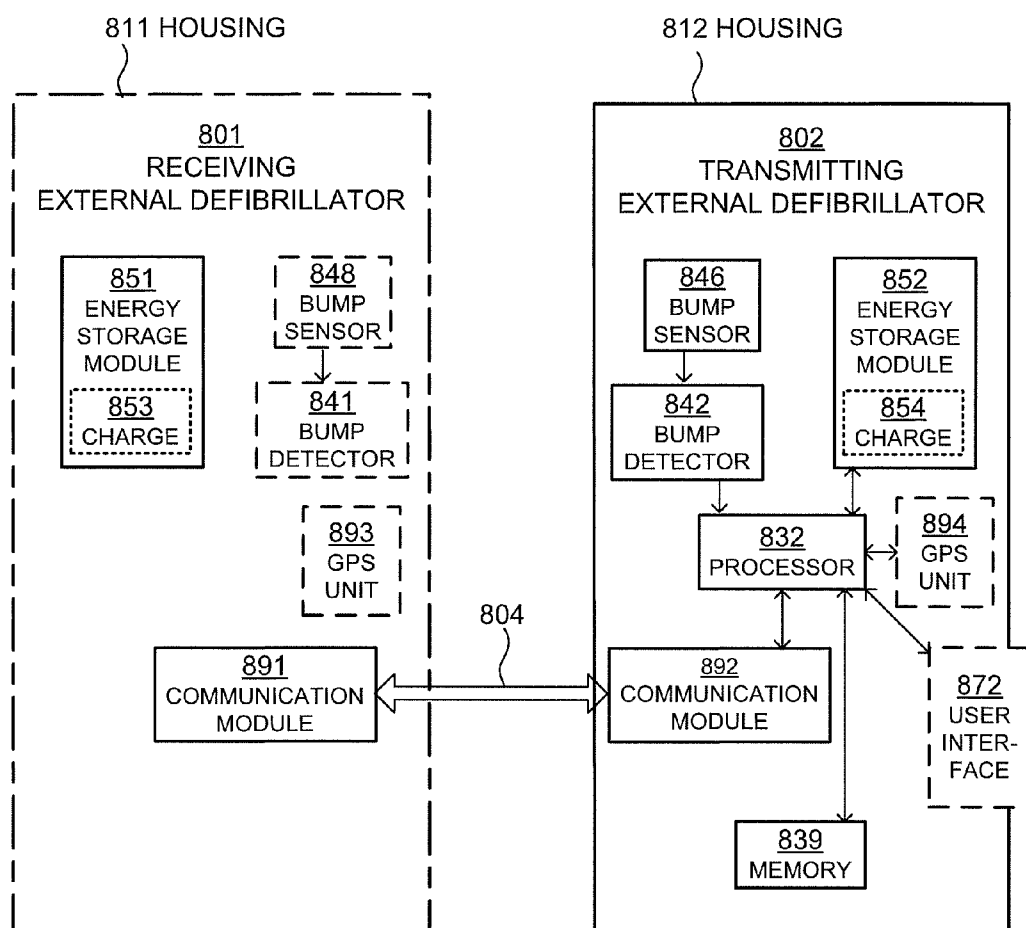 811 HOUSING
812 HOUSING
801
RECEIVING
EXTERNAL DEFIBRILLATOR
851
ENERGY
STORAGE
MODULE
853
CHARGE
848
BUMP
SENSOR
841
BUMP
DETECTOR
893
GPS
UNIT
891
COMMUNICATION
MODULE
804
802
TRANSMITTING
EXTERNAL DEFIBRILLATOR
846
BUMP
SENSOR
842
BUMP
DETECTOR
852
ENERGY
STORAGE
MODULE
854
CHARGE
832
PROCESSOR
894
GPS
UNIT
892
COMMUNICATION
MODULE
872
USER
INTER-
FACE
839
MEMORY